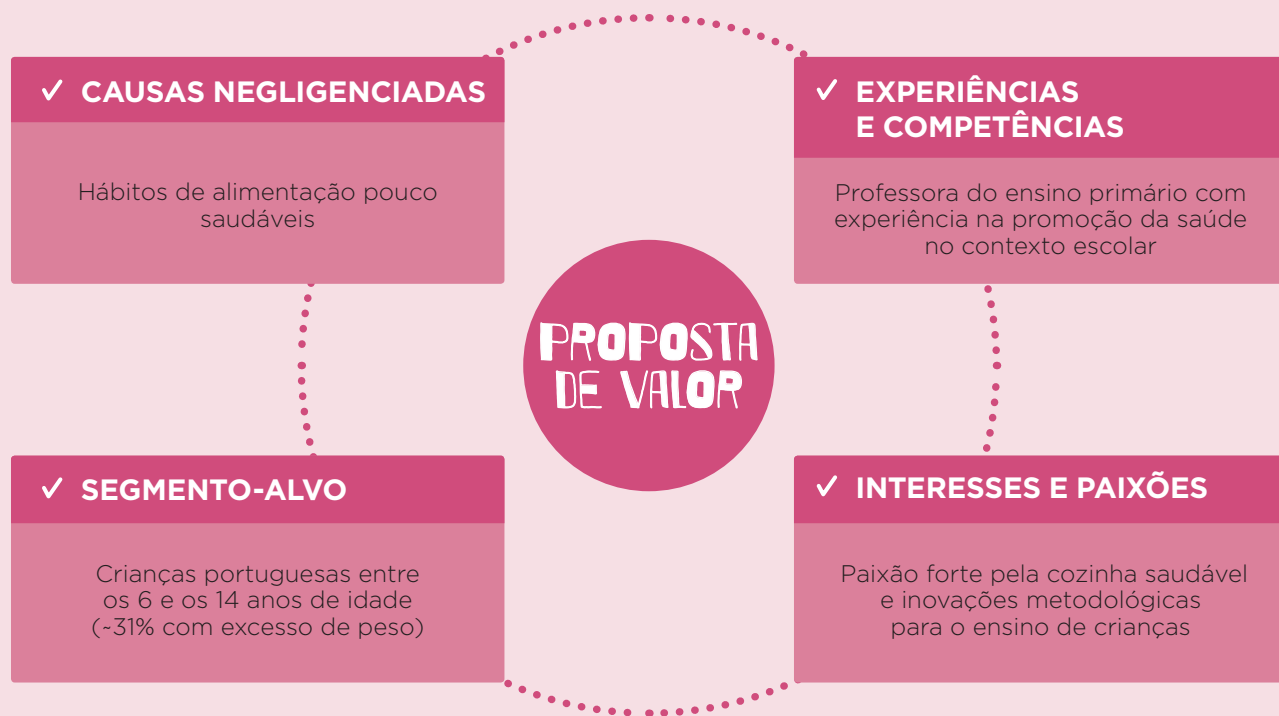 CAUSAS NEGLIGENCIADAS
Hábitos de alimentação pouco
saudáveis
EXPERIÊNCIAS
E COMPETÊNCIAS
Professora do ensino primário com
experiência na promoção da saúde
no contexto escolar
PROPOSTA
DE VALOR
SEGMENTO-ALVO
Crianças portuguesas entre
os 6 e os 14 anos de idade
(~31% com excesso de peso)
INTERESSES E PAIXÕES
Paixão forte pela cozinha saudável
e inovações metodológicas
para o ensino de crianças